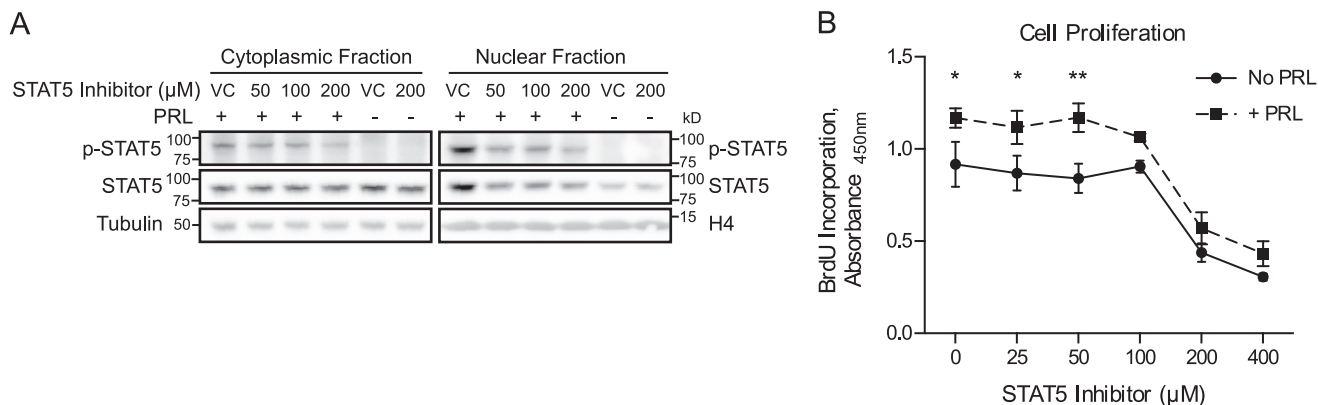 A
Cytoplasmic Fraction Nuclear Fraction
STAT5 Inhibitor (µM) VC 50 100 200 VC 200 VC 50 100 200 VC 200
PRL + + + + - - + + + + - - kD
p-STAT5 100 75 100 75 p-STAT5
STAT5 100 75 100 75 STAT5
Tubulin 50 15 H4
B
Cell Proliferation
BrdU Incorporation,
Absorbance 450nm
1.5
1.0
0.5
0.0
* * **
No PRL
+ PRL
0 25 50 100 200 400
STAT5 Inhibitor (µM)